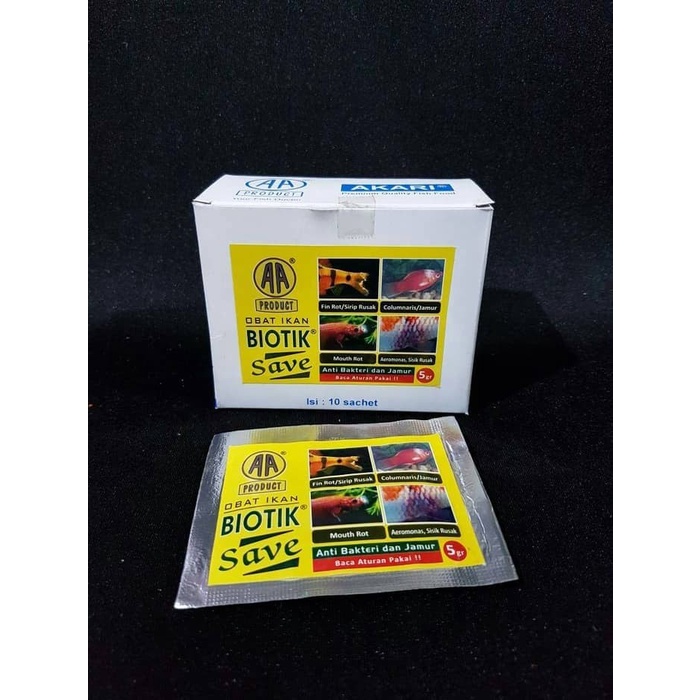 AA
PRODUCT
AKARI®
Premium Quality Fish Food
AA®
PRODUCT
OBAT IKAN
BIOTIK®
Save
Fin Rot/Sirip Rusak
Columnaris/Jamur
Mouth Rot
Aeromonas, Sisik Rusak
Anti Bakteri dan Jamur
Baca Aturan Pakai !!
5gr
Isi : 10 sachet
AA®
PRODUCT
OBAT IKAN
BIOTIK®
Save
Fin Rot/Sirip Rusak
Columnaris/Jamur
Mouth Rot
Aeromonas, Sisik Rusak
Anti Bakteri dan Jamur
Baca Aturan Pakai !!
5gr